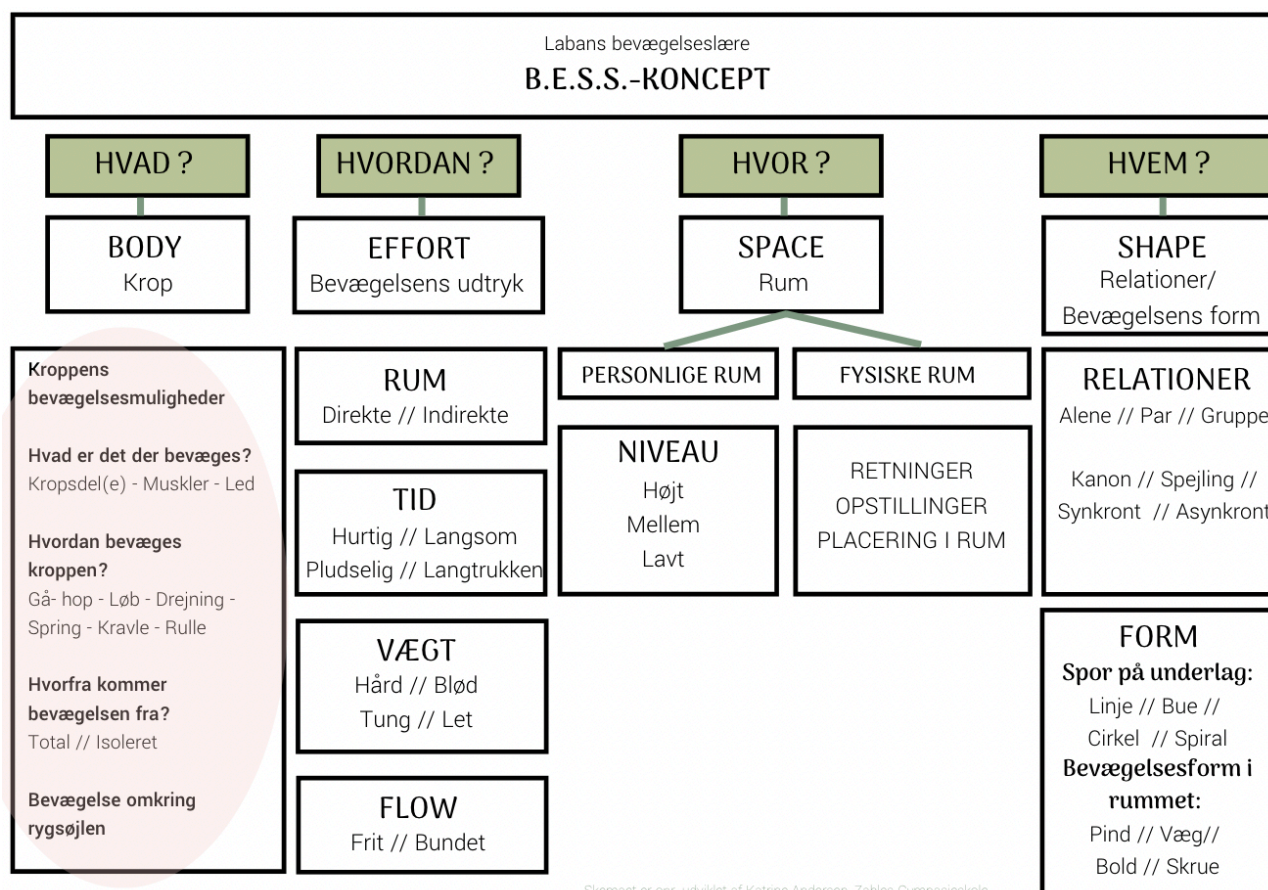 Labans bevægelseslære
B.E.S.S.-KONCEPT
HVAD ?
BODY
Krop
Kroppens
bevægelsesmuligheder
Hvad er det der bevæges?
Kropsdel(e) - Muskler - Led
Hvordan bevæges
kroppen?
Gå- hop - Løb - Drejning -
Spring - Kravle - Rulle
Hvorfra kommer
bevægelsen fra?
Total // Isoleret
Bevægelse omkring
rygsøjlen
HVORDAN ?
EFFORT
Bevægelsens udtryk
RUM
Direkte // Indirekte
TID
Hurtig // Langsom
Pludselig // Langtrukken
VÆGT
Hård // Blød
Tung // Let
FLOW
Frit // Bundet
HVOR ?
SPACE
Rum
PERSONLIGE RUM
NIVEAU
Højt
Mellem
Lavt
FYSISKE RUM
RETNINGER
OPSTILLINGER
PLACERING I RUM
HVEM ?
SHAPE
Relationer/
Bevægelsens form
RELATIONER
Alene // Par // Gruppe
Kanon // Spejling //
Synkront // Asynkront
FORM
Spor på underlag:
Linje // Bue //
Cirkel // Spiral
Bevægelsesform i
rummet:
Pind // Væg//
Bold // Skrue